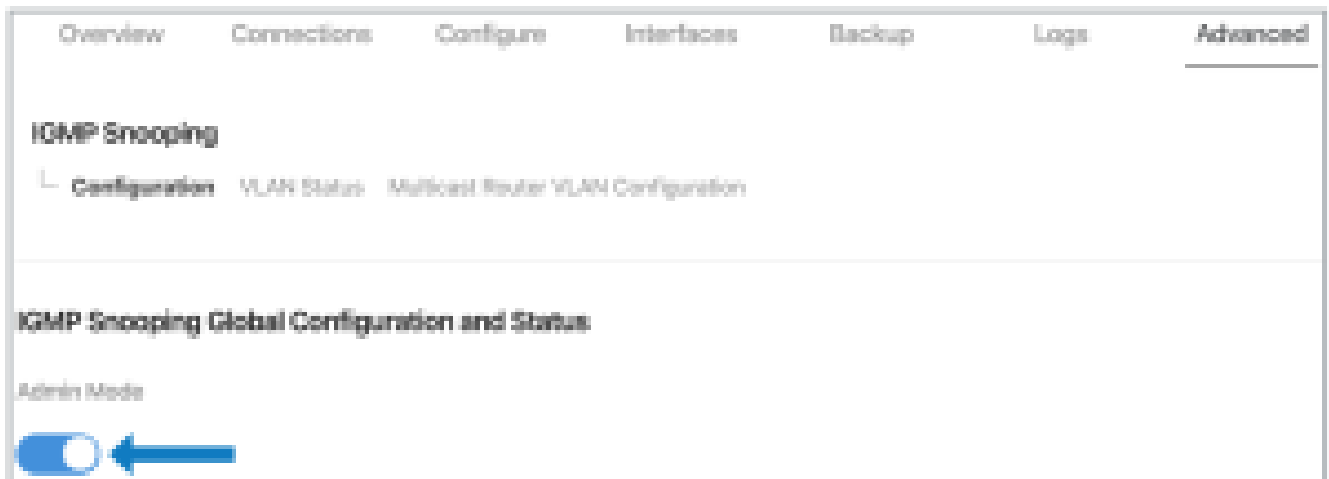 Overview Connections Configure Interfaces Backup Logs Advanced
IGMP Snooping
Configuration VLAN Status Multicast Router VLAN Configuration
IGMP Snooping Global Configuration and Status
Admin Mode